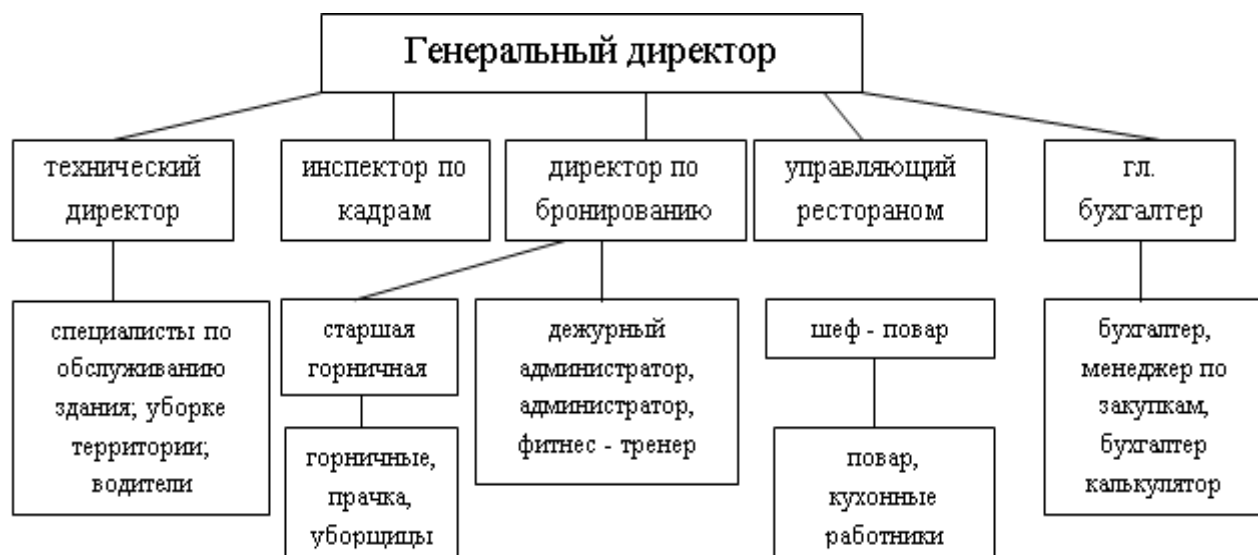 Генеральный директор
технический
директор
инспектор по
кадрам
директор по
бронированию
управляющий
рестораном
гл.
бухгалтер
специалисты по
обслуживанию
здания; уборке
территории;
водители
старшая
горничная
дежурный
администратор,
администратор,
фитнес - тренер
шеф - повар
бухгалтер,
менеджер по
закупкам,
бухгалтер
калькулятор
горничные,
прачка,
уборщицы
повар,
кухонные
работники